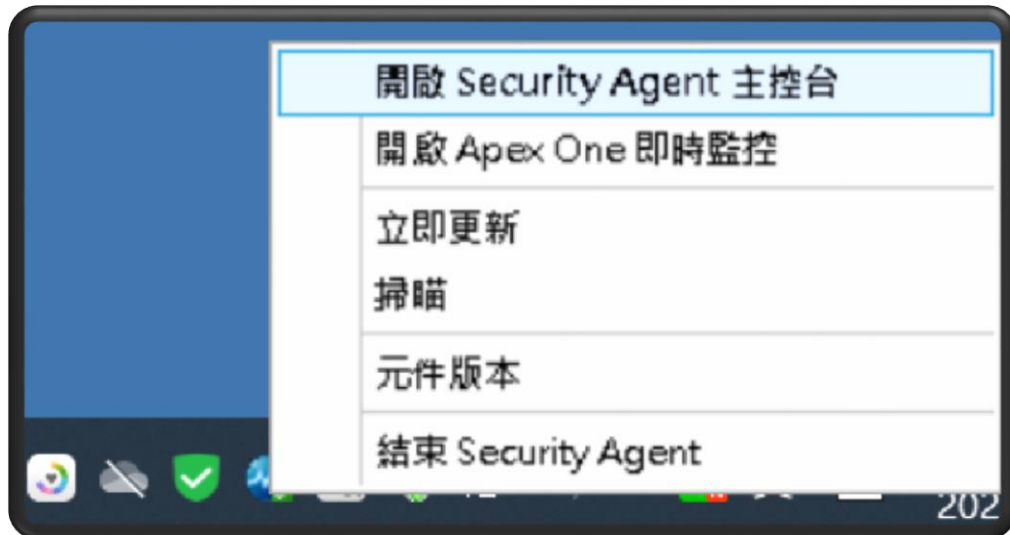 開啟 Security Agent 主控台
開啟 Apex One 即時監控
立即更新
掃瞄
元件版本
結束 Security Agent
202